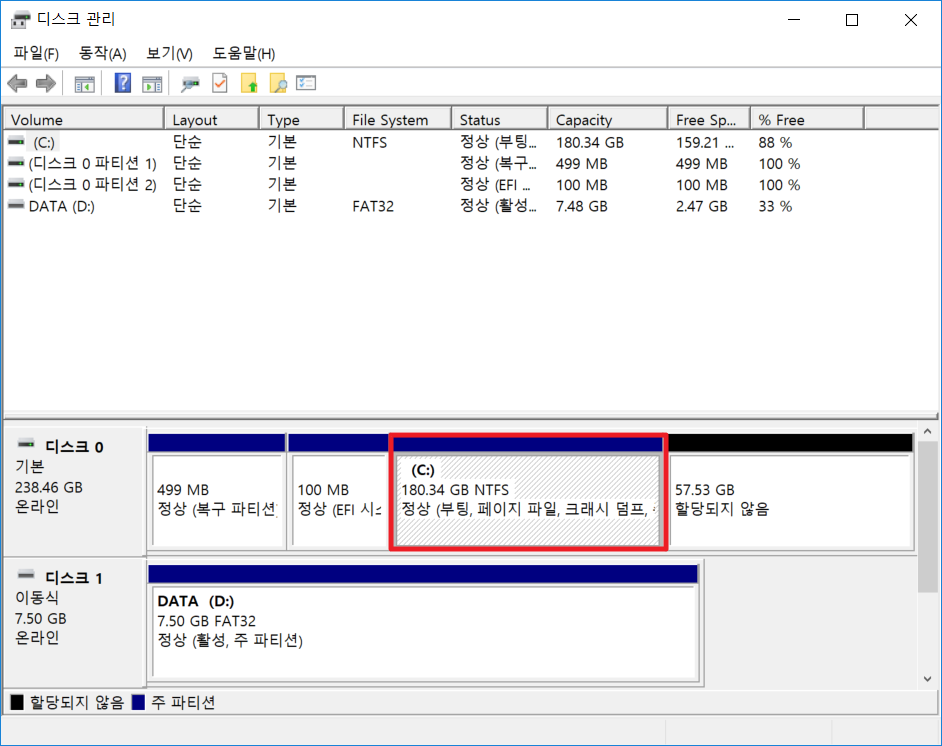 디스크 관리
파일(F) 동작(A) 보기(V) 도움말(H)
Volume Layout Type File System Status Capacity Free Sp... % Free
(C:) 단순 기본 NTFS 정상 (부팅... 180.34 GB 159.21 ... 88 %
(디스크 0 파티션 1) 단순 기본 정상 (복구... 499 MB 499 MB 100 %
(디스크 0 파티션 2) 단순 기본 정상 (EFI ... 100 MB 100 MB 100 %
DATA (D:) 단순 기본 FAT32 정상 (활성... 7.48 GB 2.47 GB 33 %
디스크 0
기본
238.46 GB
온라인
499 MB
정상 (복구 파티션)
100 MB
정상 (EFI 시스
(C:)
180.34 GB NTFS
정상 (부팅, 페이지 파일, 크래시 덤프,
57.53 GB
할당되지 않음
디스크 1
이동식
7.50 GB
온라인
DATA (D:)
7.50 GB FAT32
정상 (활성, 주 파티션)
할당되지 않음 주 파티션